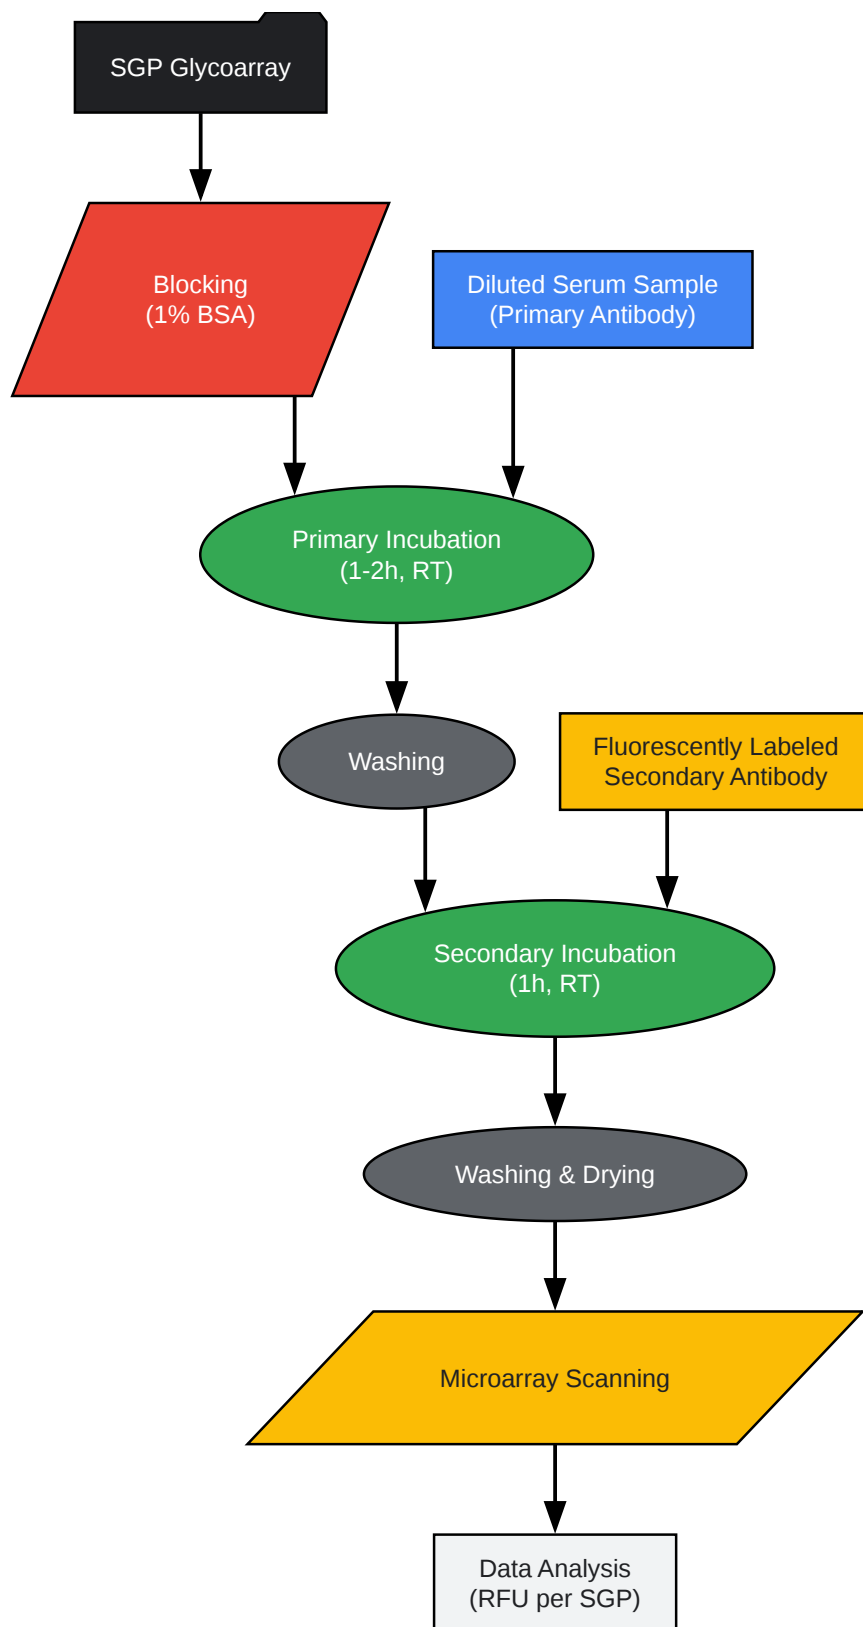 SGP Glycoarray
Blocking
(1% BSA)
Diluted Serum Sample
(Primary Antibody)
Primary Incubation
(1-2h, RT)
Washing
Fluorescently Labeled
Secondary Antibody
Secondary Incubation
(1h, RT)
Washing & Drying
Microarray Scanning
Data Analysis
(RFU per SGP)